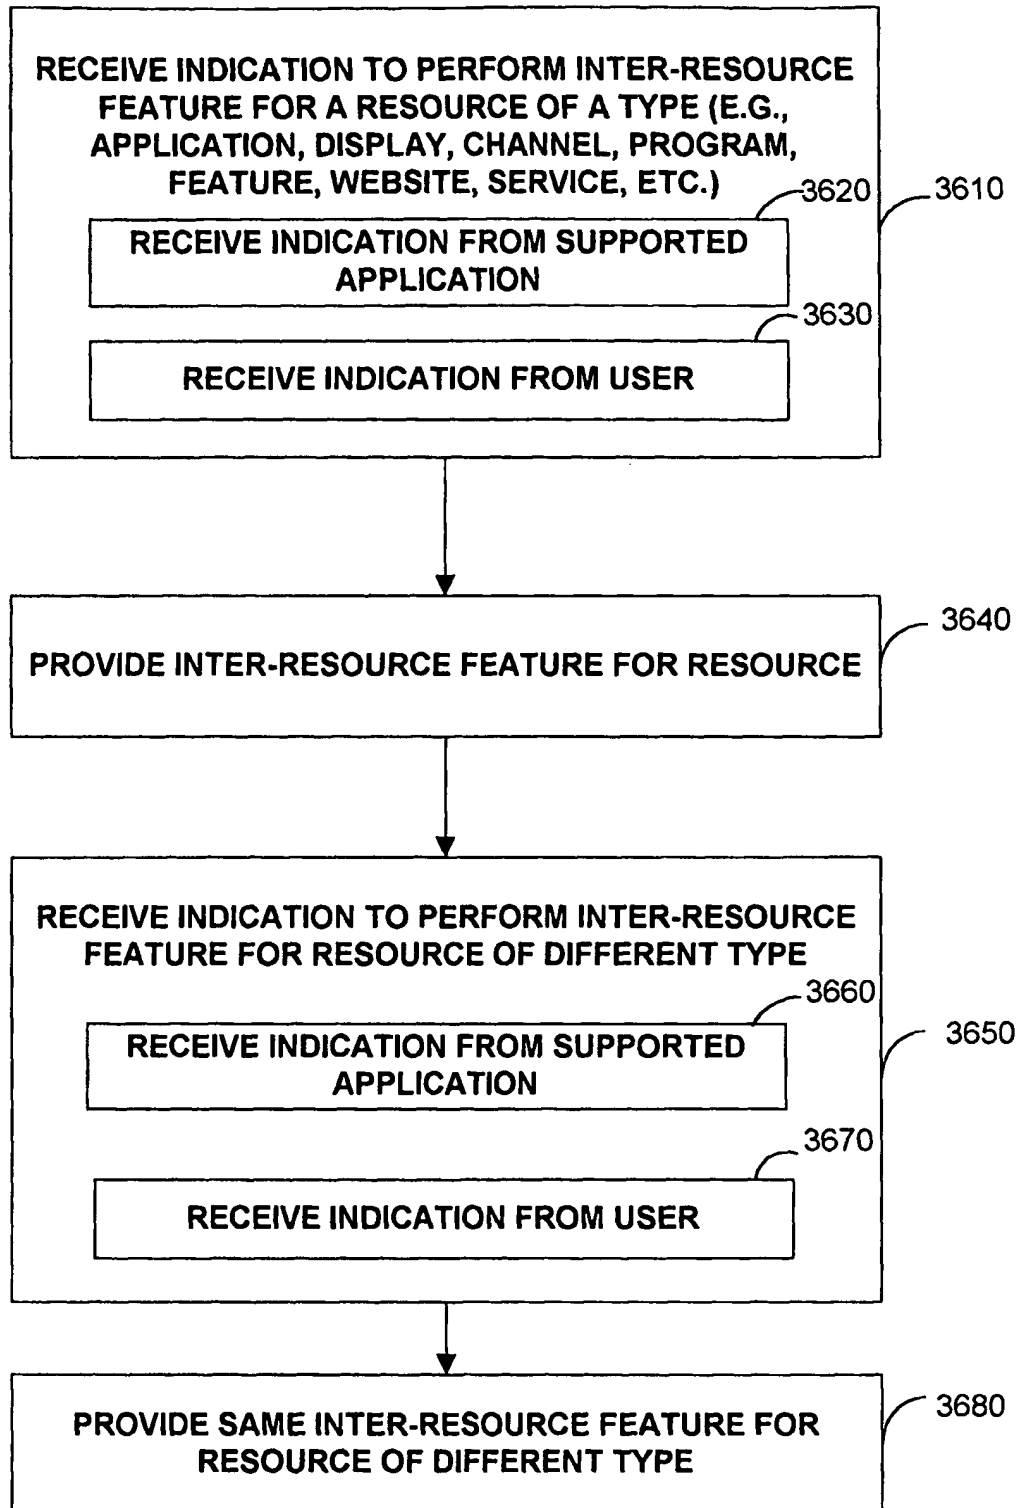 RECEIVE INDICATION TO PERFORM INTER-RESOURCE
FEATURE FOR A RESOURCE OF A TYPE (E.G.,
APPLICATION, DISPLAY, CHANNEL, PROGRAM,
FEATURE, WEBSITE, SERVICE, ETC.)
3620
3610
RECEIVE INDICATION FROM SUPPORTED
APPLICATION
3630
RECEIVE INDICATION FROM USER
3640
PROVIDE INTER-RESOURCE FEATURE FOR RESOURCE
RECEIVE INDICATION TO PERFORM INTER-RESOURCE
FEATURE FOR RESOURCE OF DIFFERENT TYPE
3660
3650
RECEIVE INDICATION FROM SUPPORTED
APPLICATION
3670
RECEIVE INDICATION FROM USER
3680
PROVIDE SAME INTER-RESOURCE FEATURE FOR
RESOURCE OF DIFFERENT TYPE